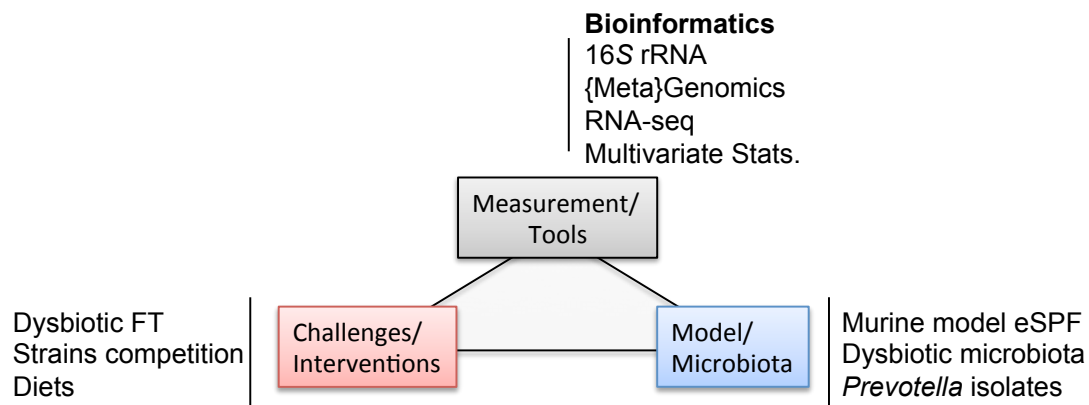 Bioinformatics
16S rRNA
{Meta}Genomics
RNA-seq
Multivariate Stats.
Measurement/
Tools
Dysbiotic FT
Strains competition
Diets
Challenges/
Interventions
Model/
Microbiota
Murine model eSPF
Dysbiotic microbiota
Prevotella isolates